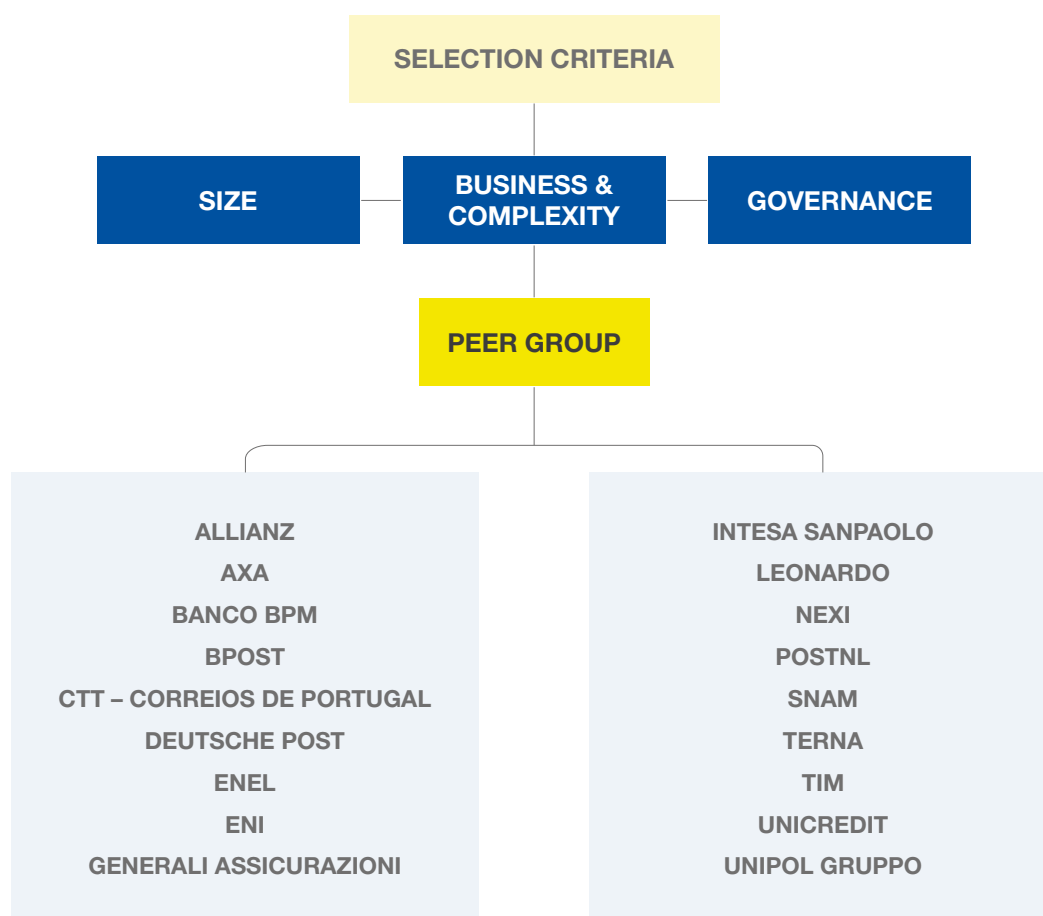 SELECTION CRITERIA
SIZE
BUSINESS &
COMPLEXITY
GOVERNANCE
PEER GROUP
ALLIANZ
AXA
BANCO BPM
BPOST
CTT – CORREIOS DE PORTUGAL
DEUTSCHE POST
ENEL
ENI
GENERALI ASSICURAZIONI
INTESA SANPAOLO
LEONARDO
NEXI
POSTNL
SNAM
TERNA
TIM
UNICREDIT
UNIPOL GRUPPO